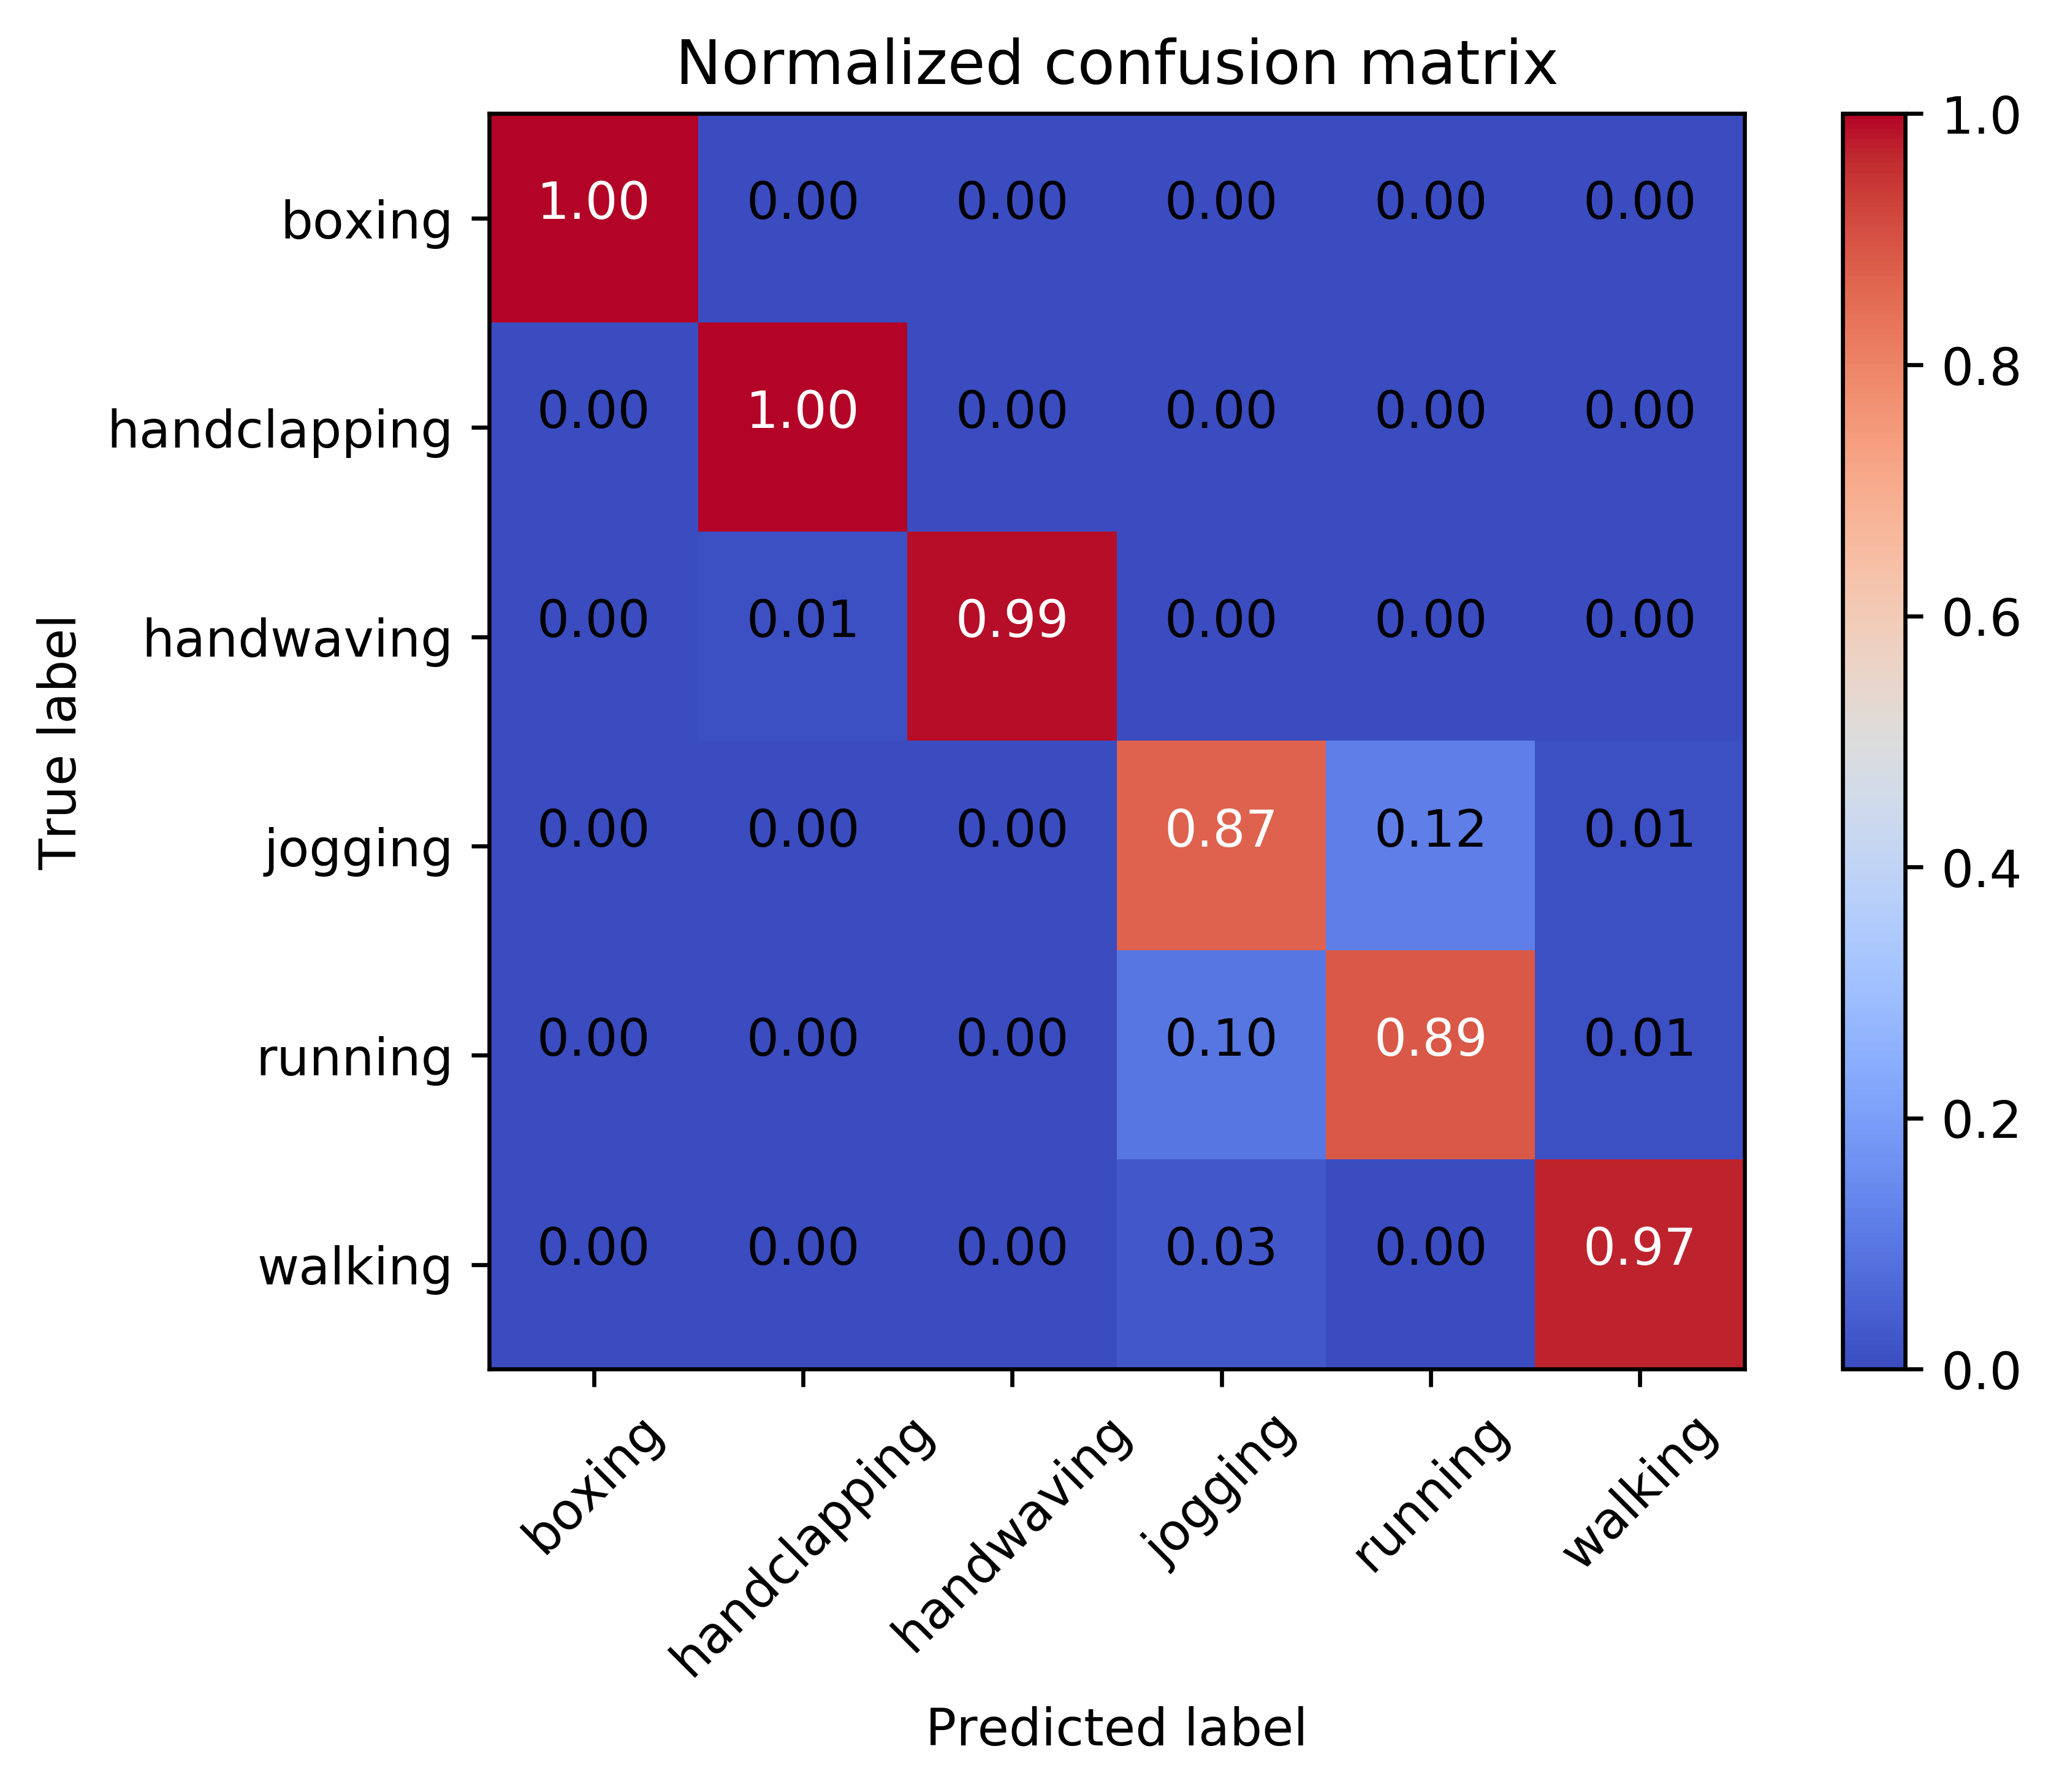 Normalized confusion matrix
True label
boxing 1.00 0.00 0.00 0.00 0.00 0.00
handclapping 0.00 1.00 0.00 0.00 0.00 0.00
handwaving 0.00 0.01 0.99 0.00 0.00 0.00
jogging 0.00 0.00 0.00 0.87 0.12 0.01
running 0.00 0.00 0.00 0.10 0.89 0.01
walking 0.00 0.00 0.00 0.03 0.00 0.97
boxing handclapping handwaving jogging running walking
Predicted label
1.0
0.8
0.6
0.4
0.2
0.0